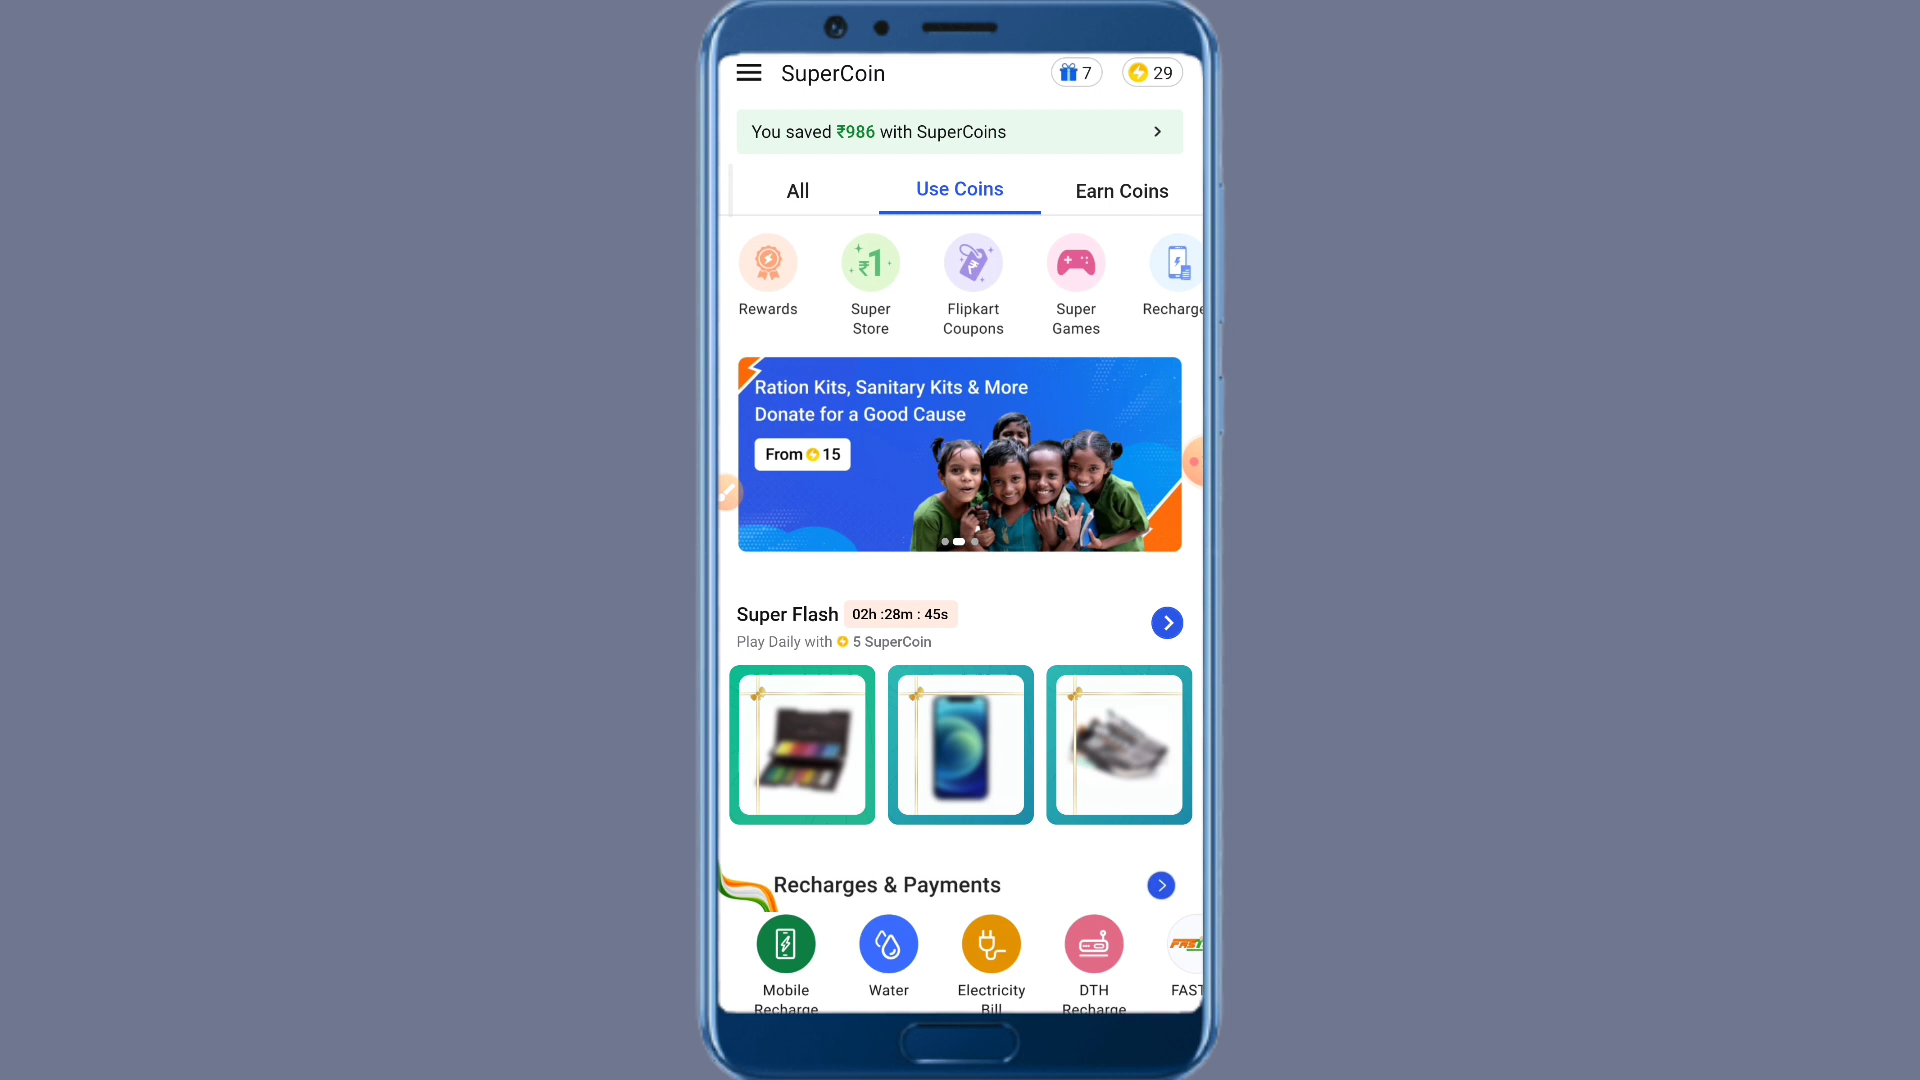 SuperCoin
7
29
You saved ₹986 with SuperCoins
All
Use Coins
Earn Coins
₹1
₹
Rewards
Super
Store
Flipkart
Coupons
Super
Games
Recharge
Ration Kits, Sanitary Kits & More
Donate for a Good Cause
From 15
Super Flash
02h :28m : 45s
Play Daily with 5 SuperCoin
Recharges & Payments
Mobile
Recharge
Water
Electricity
Bill
DTH
Recharge
FAST
FAST